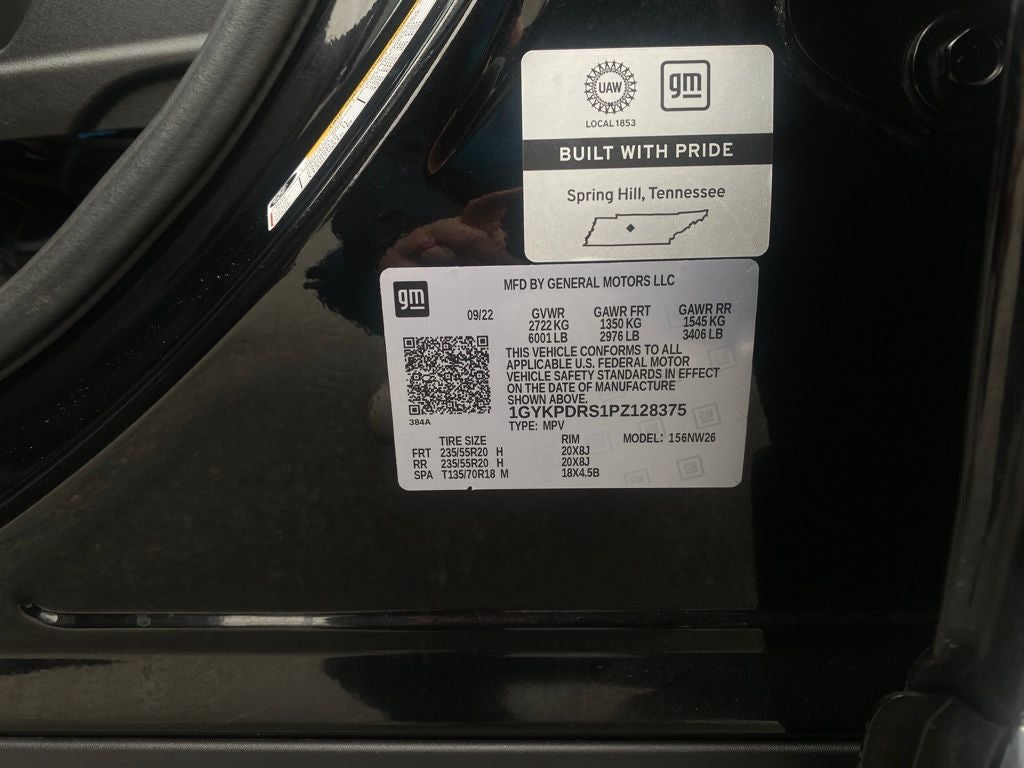 UAW
gm
LOCAL 1853
BUILT WITH PRIDE
Spring Hill, Tennessee
gm
MFD BY GENERAL MOTORS LLC
09/22
GVWR GAWR FRT GAWR RR
2722 KG 1350 KG 1545 KG
6001 LB 2976 LB 3406 LB
THIS VEHICLE CONFORMS TO ALL
APPLICABLE U.S. FEDERAL MOTOR
VEHICLE SAFETY STANDARDS IN EFFECT
ON THE DATE OF MANUFACTURE
SHOWN ABOVE.
1GYKPDRS1PZ128375
384A
TYPE: MPV
TIRE SIZE RIM MODEL: 156NW26
FRT 235/55R20 H 20X8J
RR 235/55R20 H 20X8J
SPA T135/70R18 M 18X4.5B